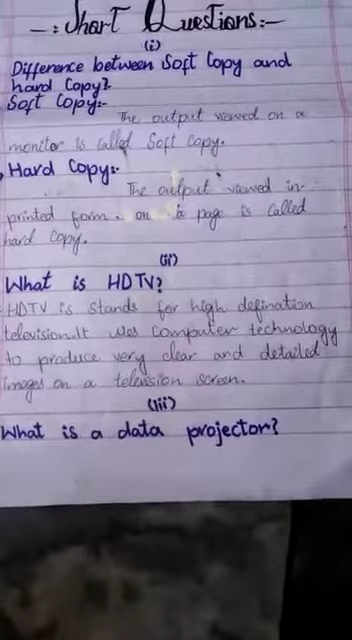 -: Short Questions:-
(i)
Difference between Soft Copy and
hard Copy?
Soft Copy:-
The output viewed on a
monitor is called Soft Copy.
Hard Copy:-
The output viewed in
printed form on a page is called
hard Copy.
(ii)
What is HDTV?
HDTV is stands for high defination
television.It uses Computer technology
to produce very clear and detailed
images on a television screen.
(iii)
What is a data projector?